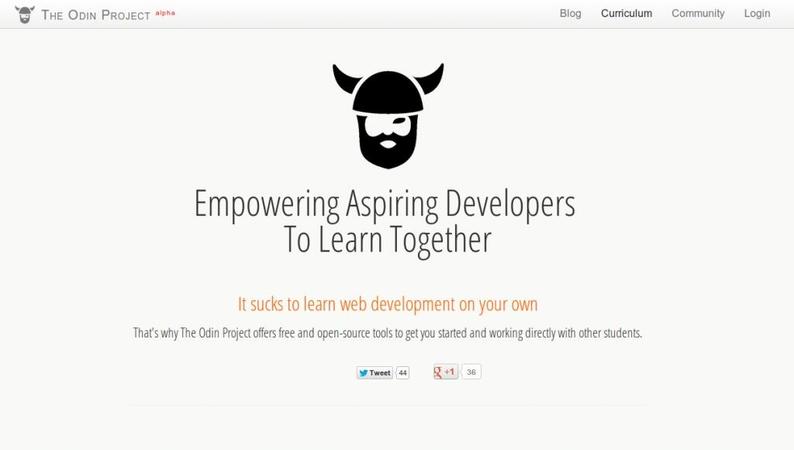 The Odin Project alpha
Blog Curriculum Community Login
Empowering Aspiring Developers
To Learn Together
It sucks to learn web development on your own
That's why The Odin Project offers free and open-source tools to get you started and working directly with other students.
Tweet 44 +1 36